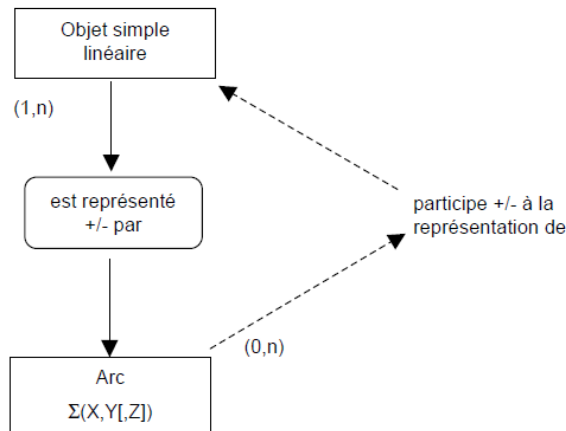 Objet simple
linéaire
(1,n)
est représenté
+/- par
participe +/- à la
représentation de
(0,n)
Arc
Σ(X,Y[,Z])